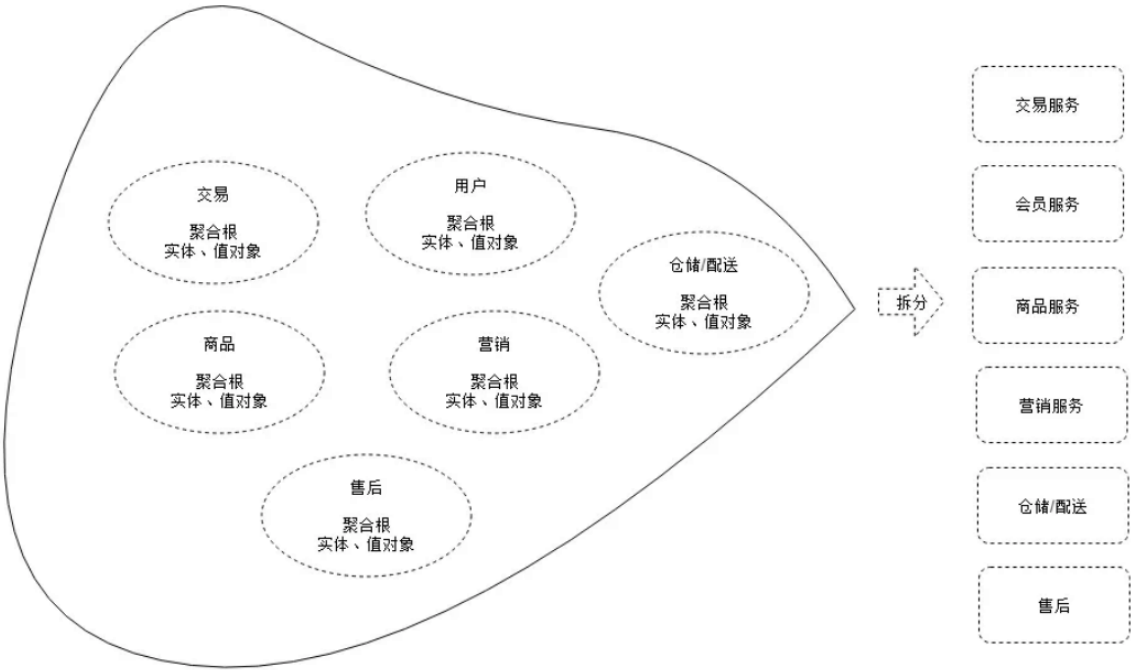 交易
聚合根
实体、值对象
用户
聚合根
实体、值对象
仓储/配送
聚合根
实体、值对象
商品
聚合根
实体、值对象
营销
聚合根
实体、值对象
售后
聚合根
实体、值对象
拆分
交易服务
会员服务
商品服务
营销服务
仓储/配送
售后